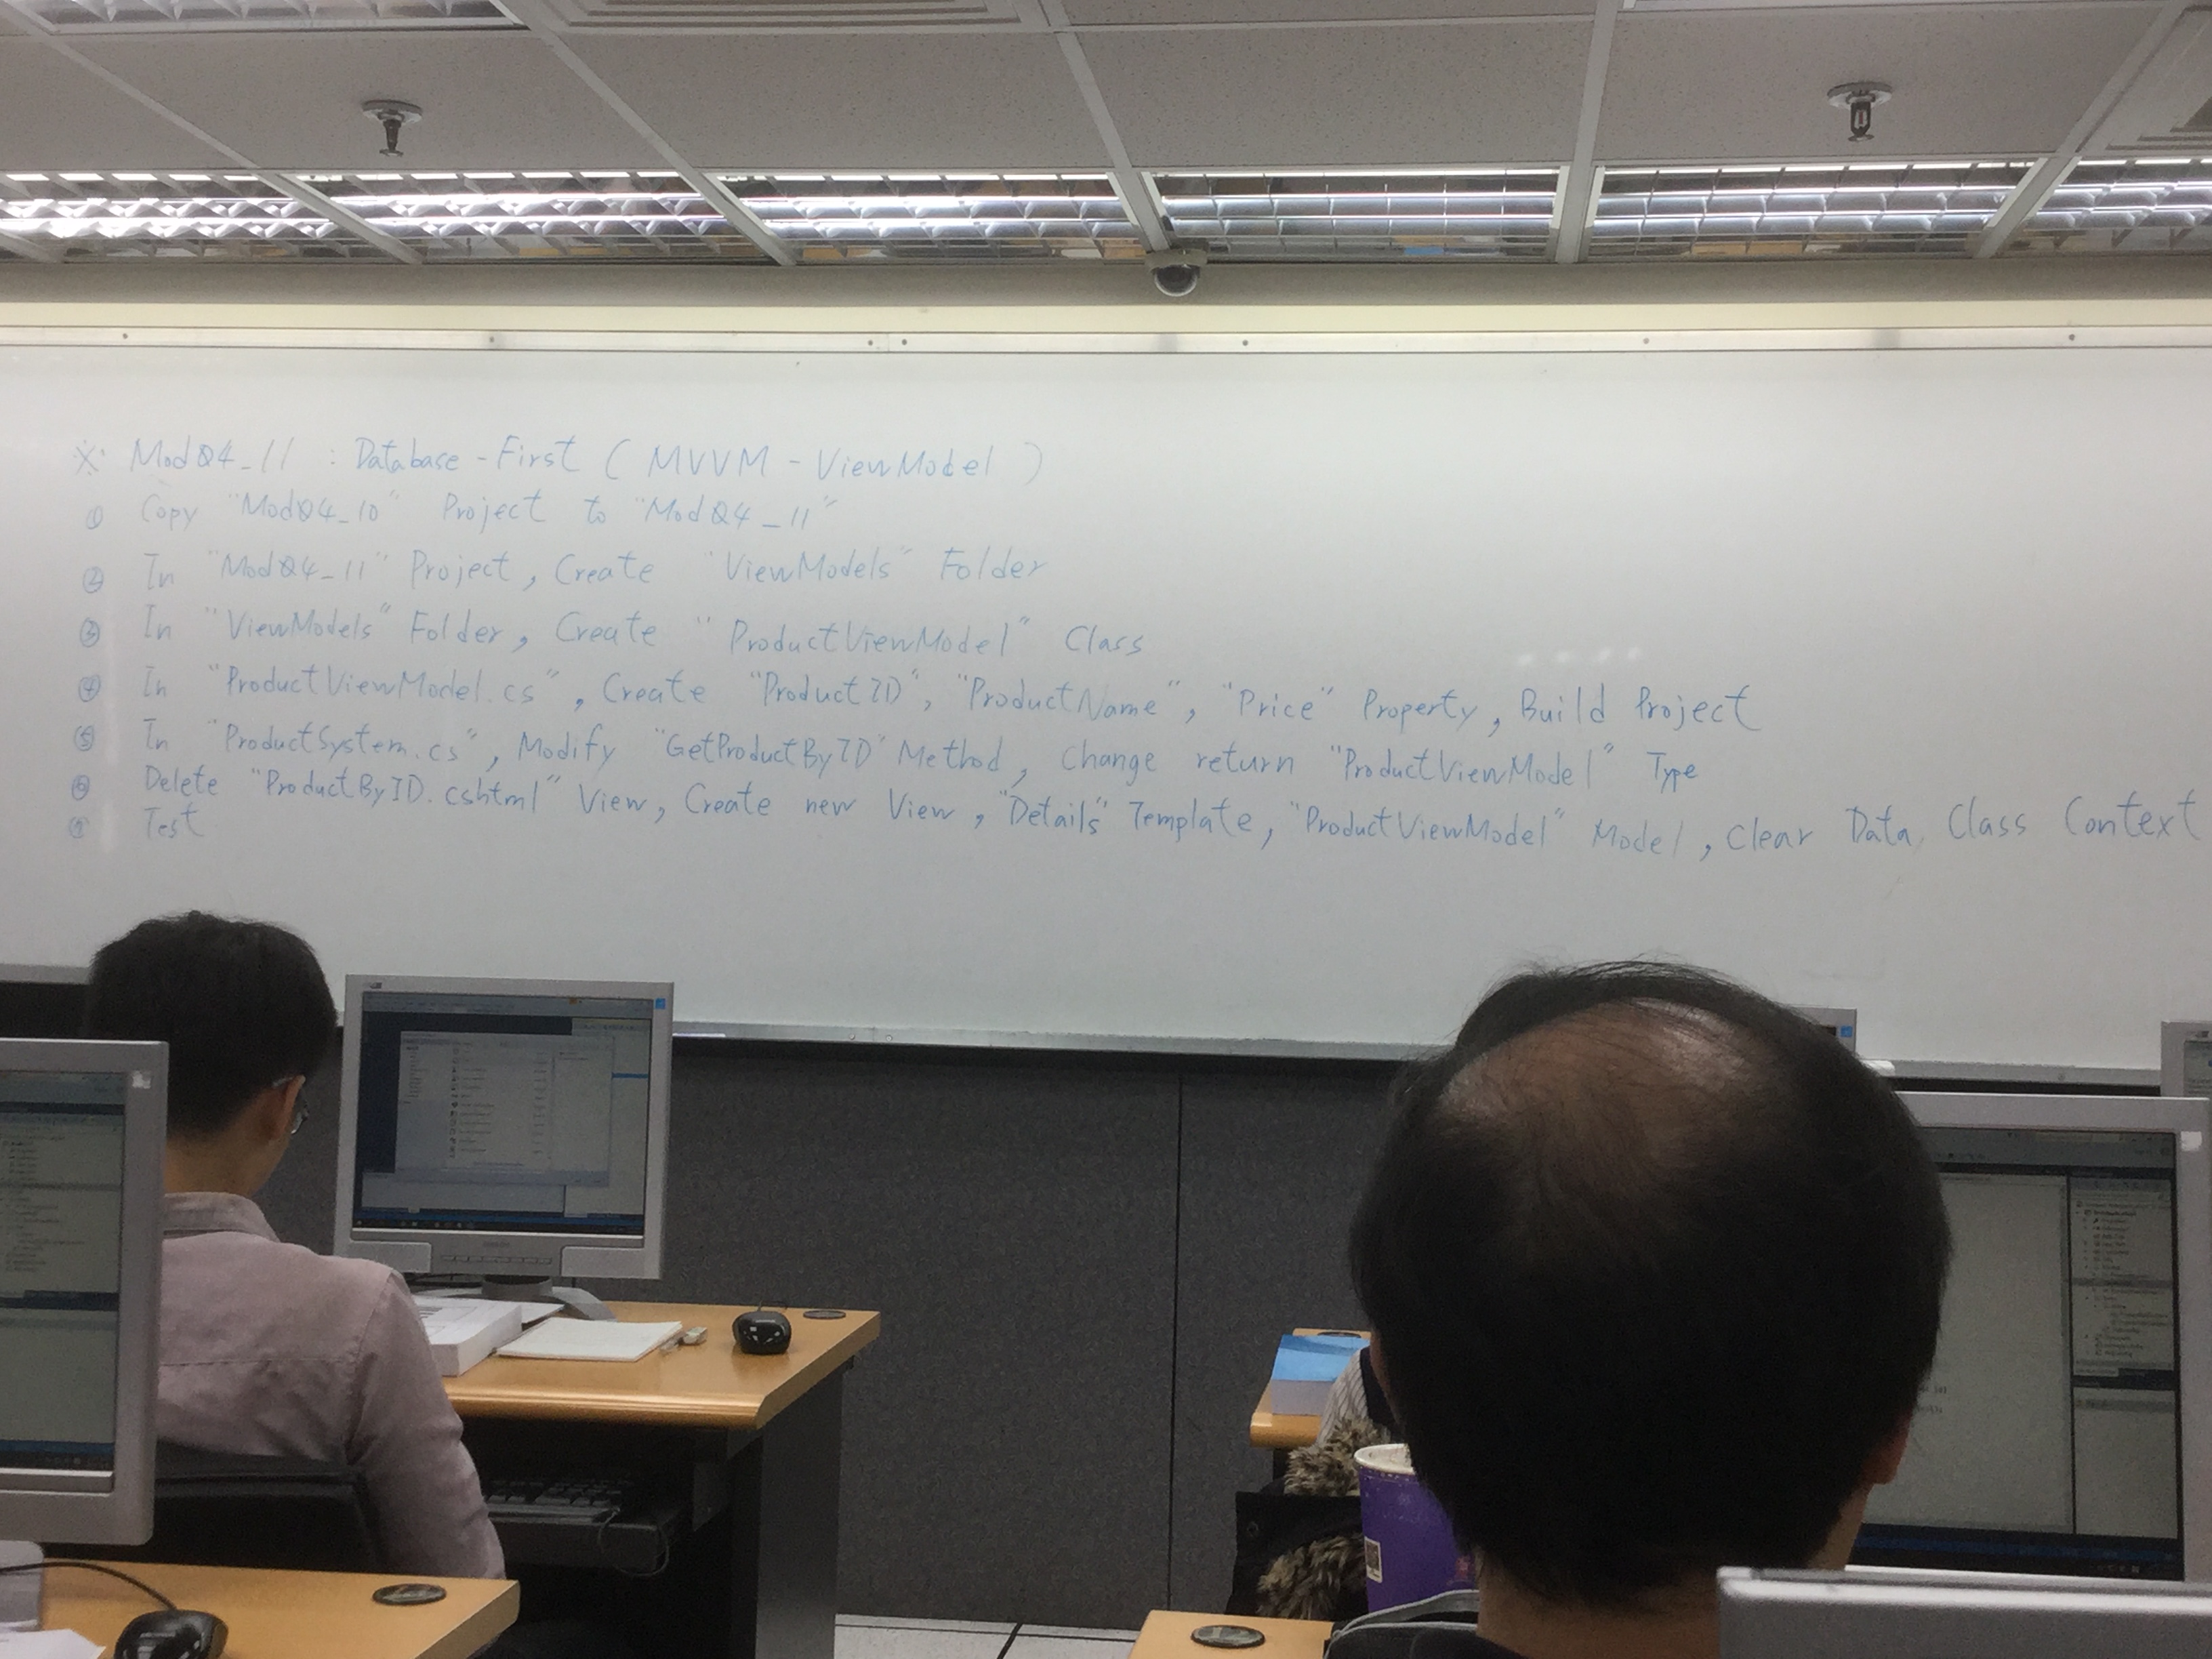 ※ Mod04_11 : Database-First ( MVVM - ViewModel )
① Copy "Mod04_10" Project to "Mod04_11"
② In "Mod04_11" Project, Create "ViewModels" Folder
③ In "ViewModels" Folder, Create "ProductViewModel" Class
④ In "ProductViewModel.cs", Create "ProductID", "ProductName", "Price" Property, Build Project
⑤ In "ProductSystem.cs", Modify "GetProductByID" Method, Change return "ProductViewModel" Type
⑥ Delete "ProductByID.cshtml" View, Create new View, "Details" Template, "ProductViewModel" Model, Clear Data Class Context
⑦ Test